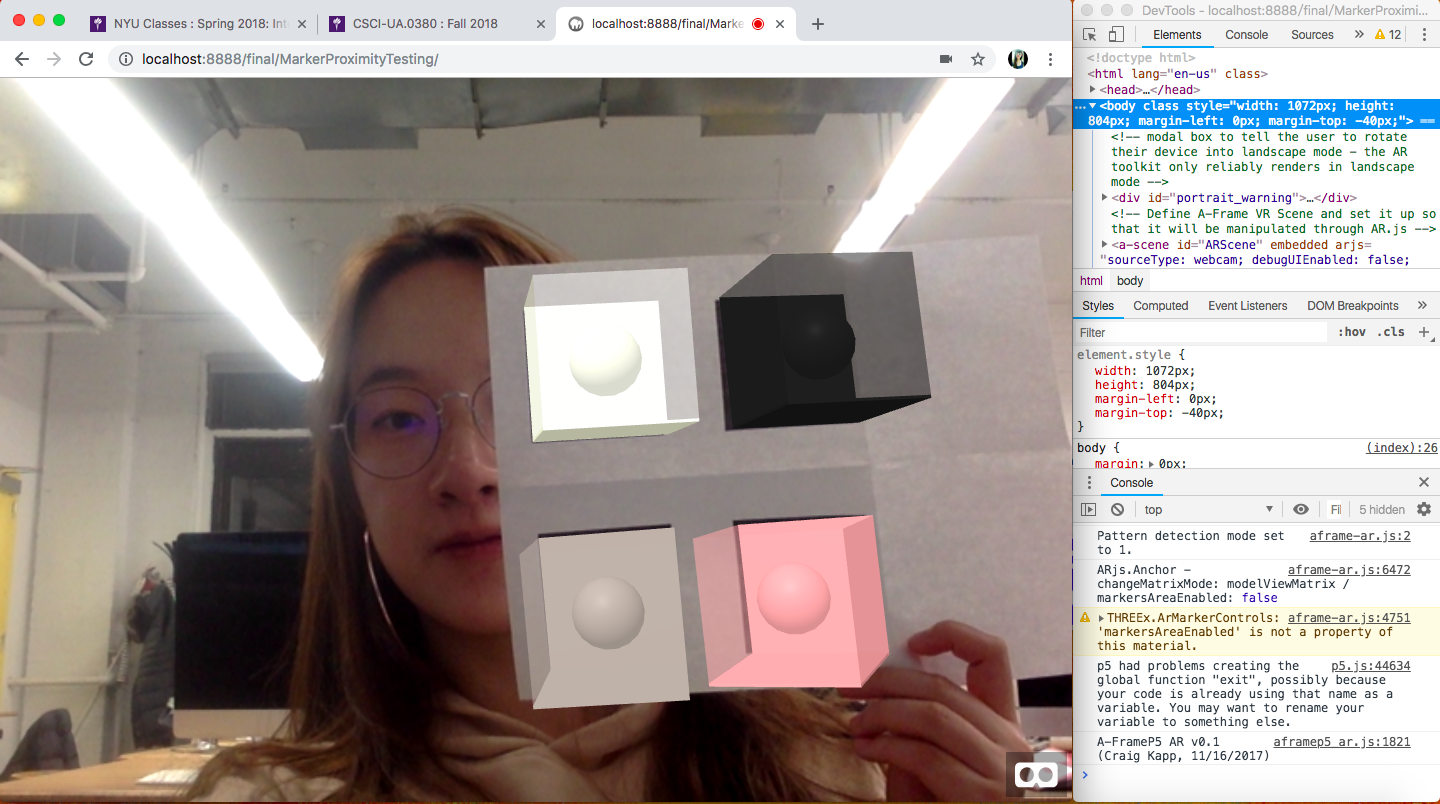 NYU Classes : Spring 2018: Int
CSCI-UA.0380 : Fall 2018
localhost:8888/final/Marke
localhost:8888/final/MarkerProximityTesting/
DevTools - localhost:8888/final/MarkerProximi...
Elements Console Sources » 12
<!doctype html>
<html lang="en-us" class>
<head>…</head>
…<body class style="width: 1072px; height:
804px; margin-left: 0px; margin-top: -40px;"> ==
<!-- modal box to tell the user to rotate
their device into landscape mode - the AR
toolkit only reliably renders in landscape
mode -->
<div id="portrait_warning">…</div>
<!-- Define A-Frame VR Scene and set it up so
that it will be manipulated through AR.js -->
<a-scene id="ARScene" embedded arjs=
"sourceType: webcam; debugUIEnabled: false;
html body
Styles Computed Event Listeners DOM Breakpoints »
Filter :hov .cls +
element.style {
width: 1072px;
height: 804px;
margin-left: 0px;
margin-top: -40px;
}
body { (index):26
margin: 0px;
Console
top Fil 5 hidden
Pattern detection mode set aframe-ar.js:2
to 1.
ARjs.Anchor - aframe-ar.js:6472
changeMatrixMode: modelViewMatrix /
markersAreaEnabled: false
THREEx.ArMarkerControls: aframe-ar.js:4751
'markersAreaEnabled' is not a property of
this material.
p5 had problems creating the p5.js:44634
global function "exit", possibly because
your code is already using that name as a
variable. You may want to rename your
variable to something else.
A-FrameP5 AR v0.1 aframep5_ar.js:1821
(Craig Kapp, 11/16/2017)
>